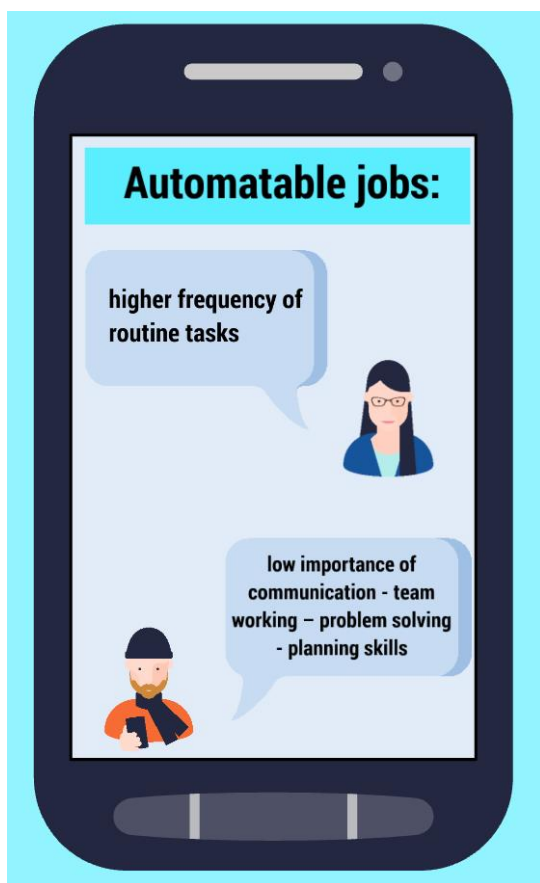 Automatable jobs:
higher frequency of
routine tasks
low importance of
communication - team
working – problem solving
- planning skills